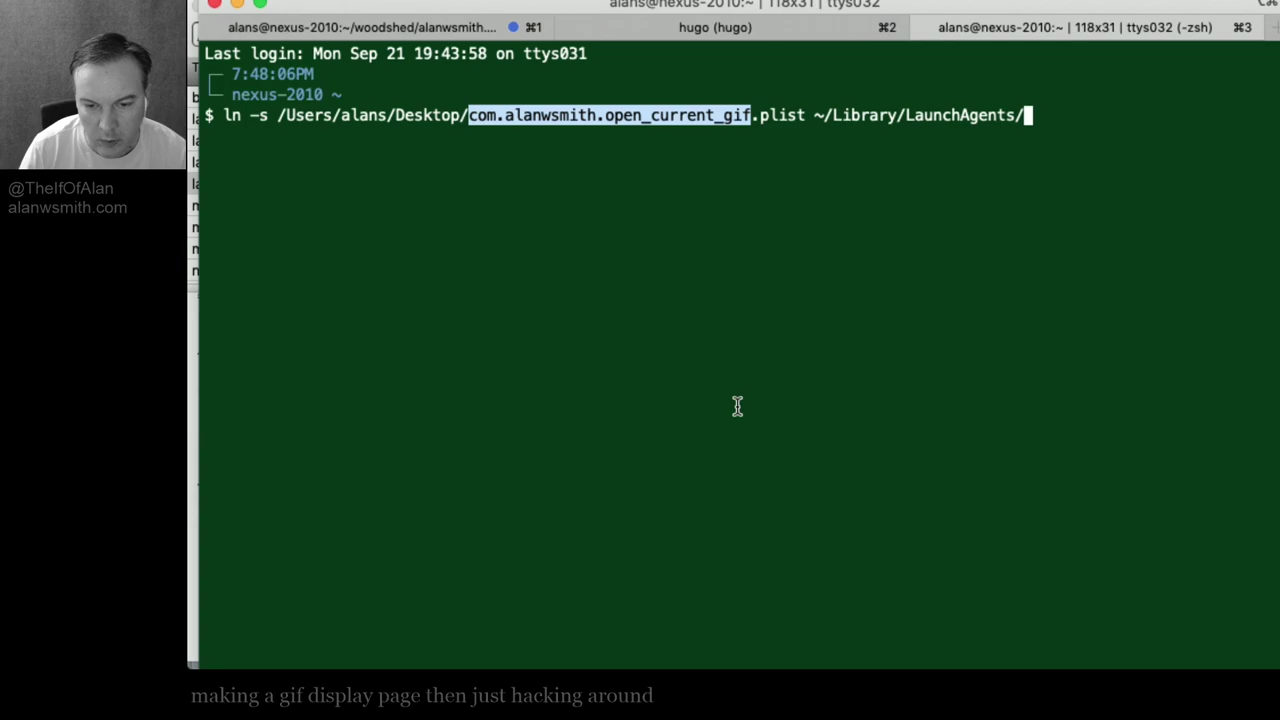 alans@nexus-2010:~ | 118x31 | ttys032
alans@nexus-2010:~/woodshed/alanwsmith.... ⌘1
hugo (hugo) ⌘2
alans@nexus-2010:~ | 118x31 | ttys032 (-zsh) ⌘3
Last login: Mon Sep 21 19:43:58 on ttys031
7:48:06PM
nexus-2010 ~
$ ln -s /Users/alans/Desktop/com.alanwsmith.open_current_gif.plist ~/Library/LaunchAgents/
@TheIfOfAlan
alanwsmith.com
making a gif display page then just hacking around